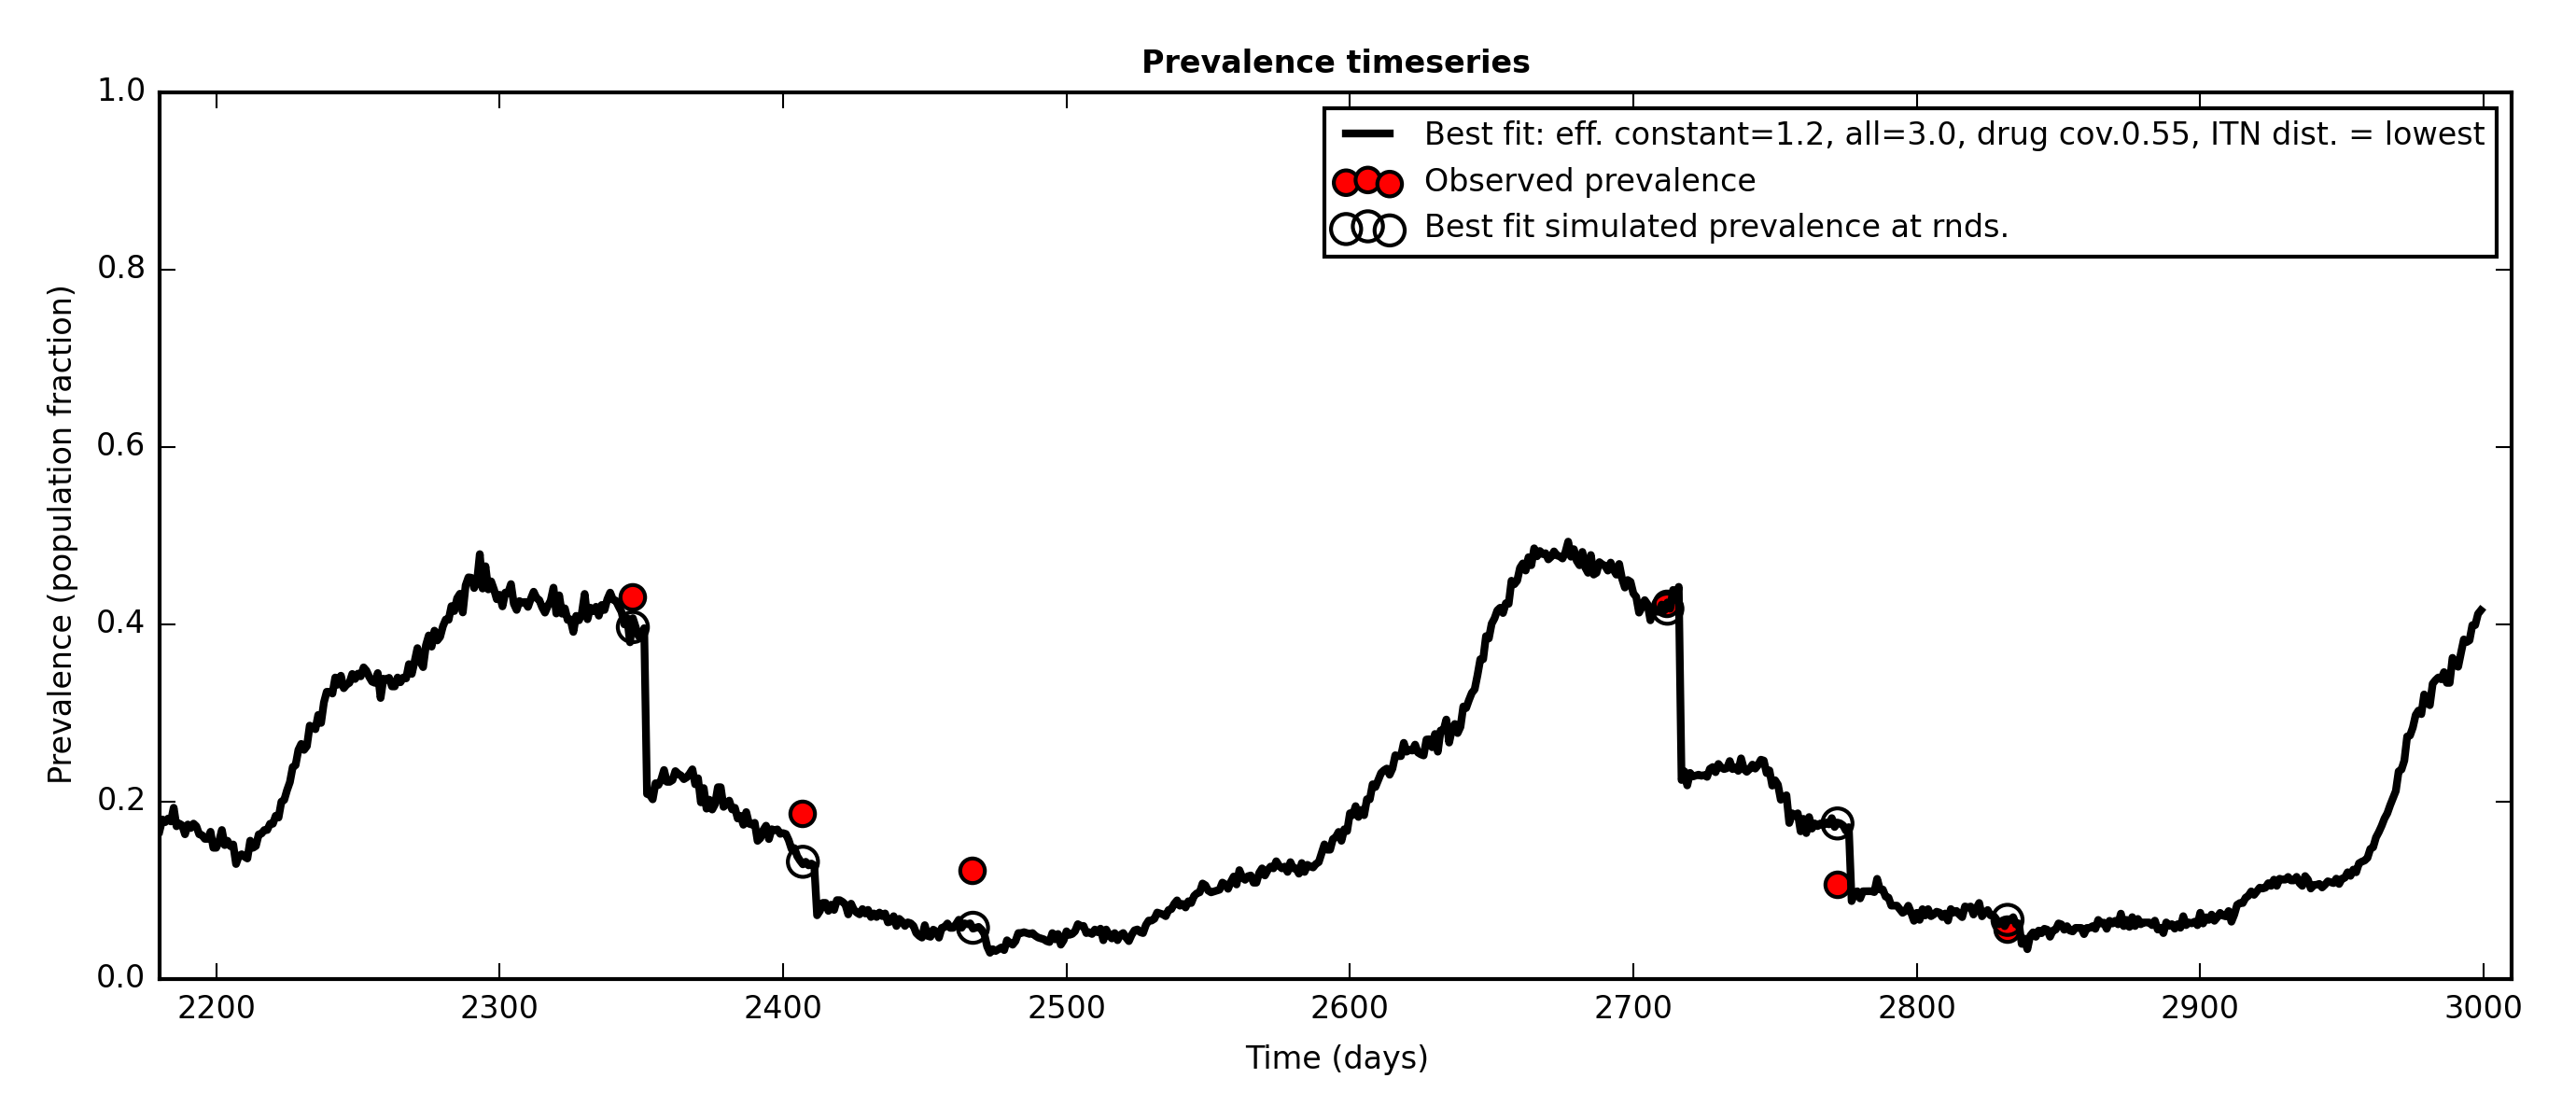 Prevalence timeseries
1.0
0.8
0.6
0.4
0.2
0.0
Prevalence (population fraction)
Best fit: eff. constant=1.2, all=3.0, drug cov.0.55, ITN dist. = lowest
Observed prevalence
Best fit simulated prevalence at rnds.
2200 2300 2400 2500 2600 2700 2800 2900 3000
Time (days)